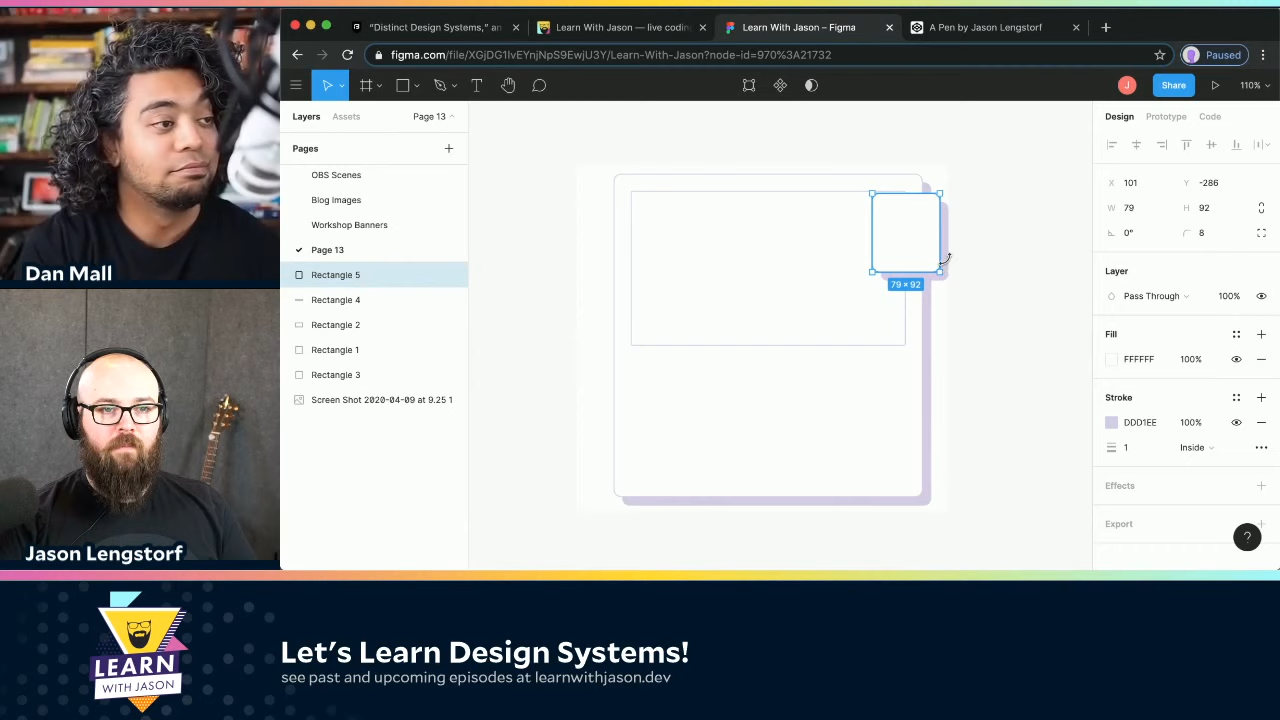 "Distinct Design Systems," an
Learn With Jason — live coding
Learn With Jason – Figma
A Pen by Jason Lengstorf
figma.com/file/XGjDG1IvEYnjNpS9EwjU3Y/Learn-With-Jason?node-id=970%3A21732
Paused
J
Share
110%
Layers
Assets
Page 13
Pages
OBS Scenes
Blog Images
Workshop Banners
Page 13
Rectangle 5
Rectangle 4
Rectangle 2
Rectangle 1
Rectangle 3
Screen Shot 2020-04-09 at 9.25 1
79 × 92
Design
Prototype
Code
X 101 Y -286
W 79 H 92
0° 8
Layer
Pass Through 100%
Fill
FFFFFF 100%
Stroke
DDD1EE 100%
1 Inside
Effects
Export
?
Dan Mall
Jason Lengstorf
LEARN
WITH JASON
Let's Learn Design Systems!
see past and upcoming episodes at learnwithjason.dev